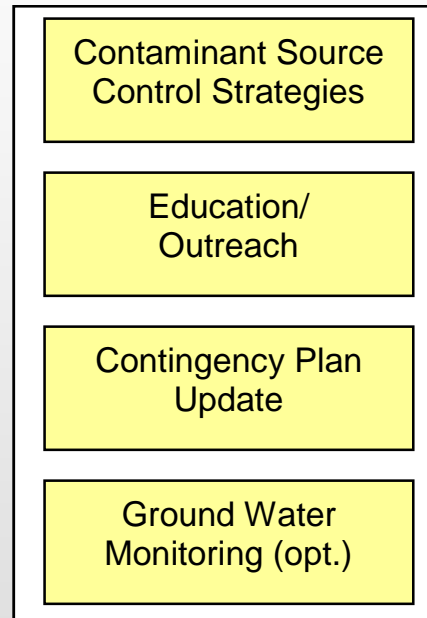 Contaminant Source
Control Strategies
Education/
Outreach
Contingency Plan
Update
Ground Water
Monitoring (opt.)